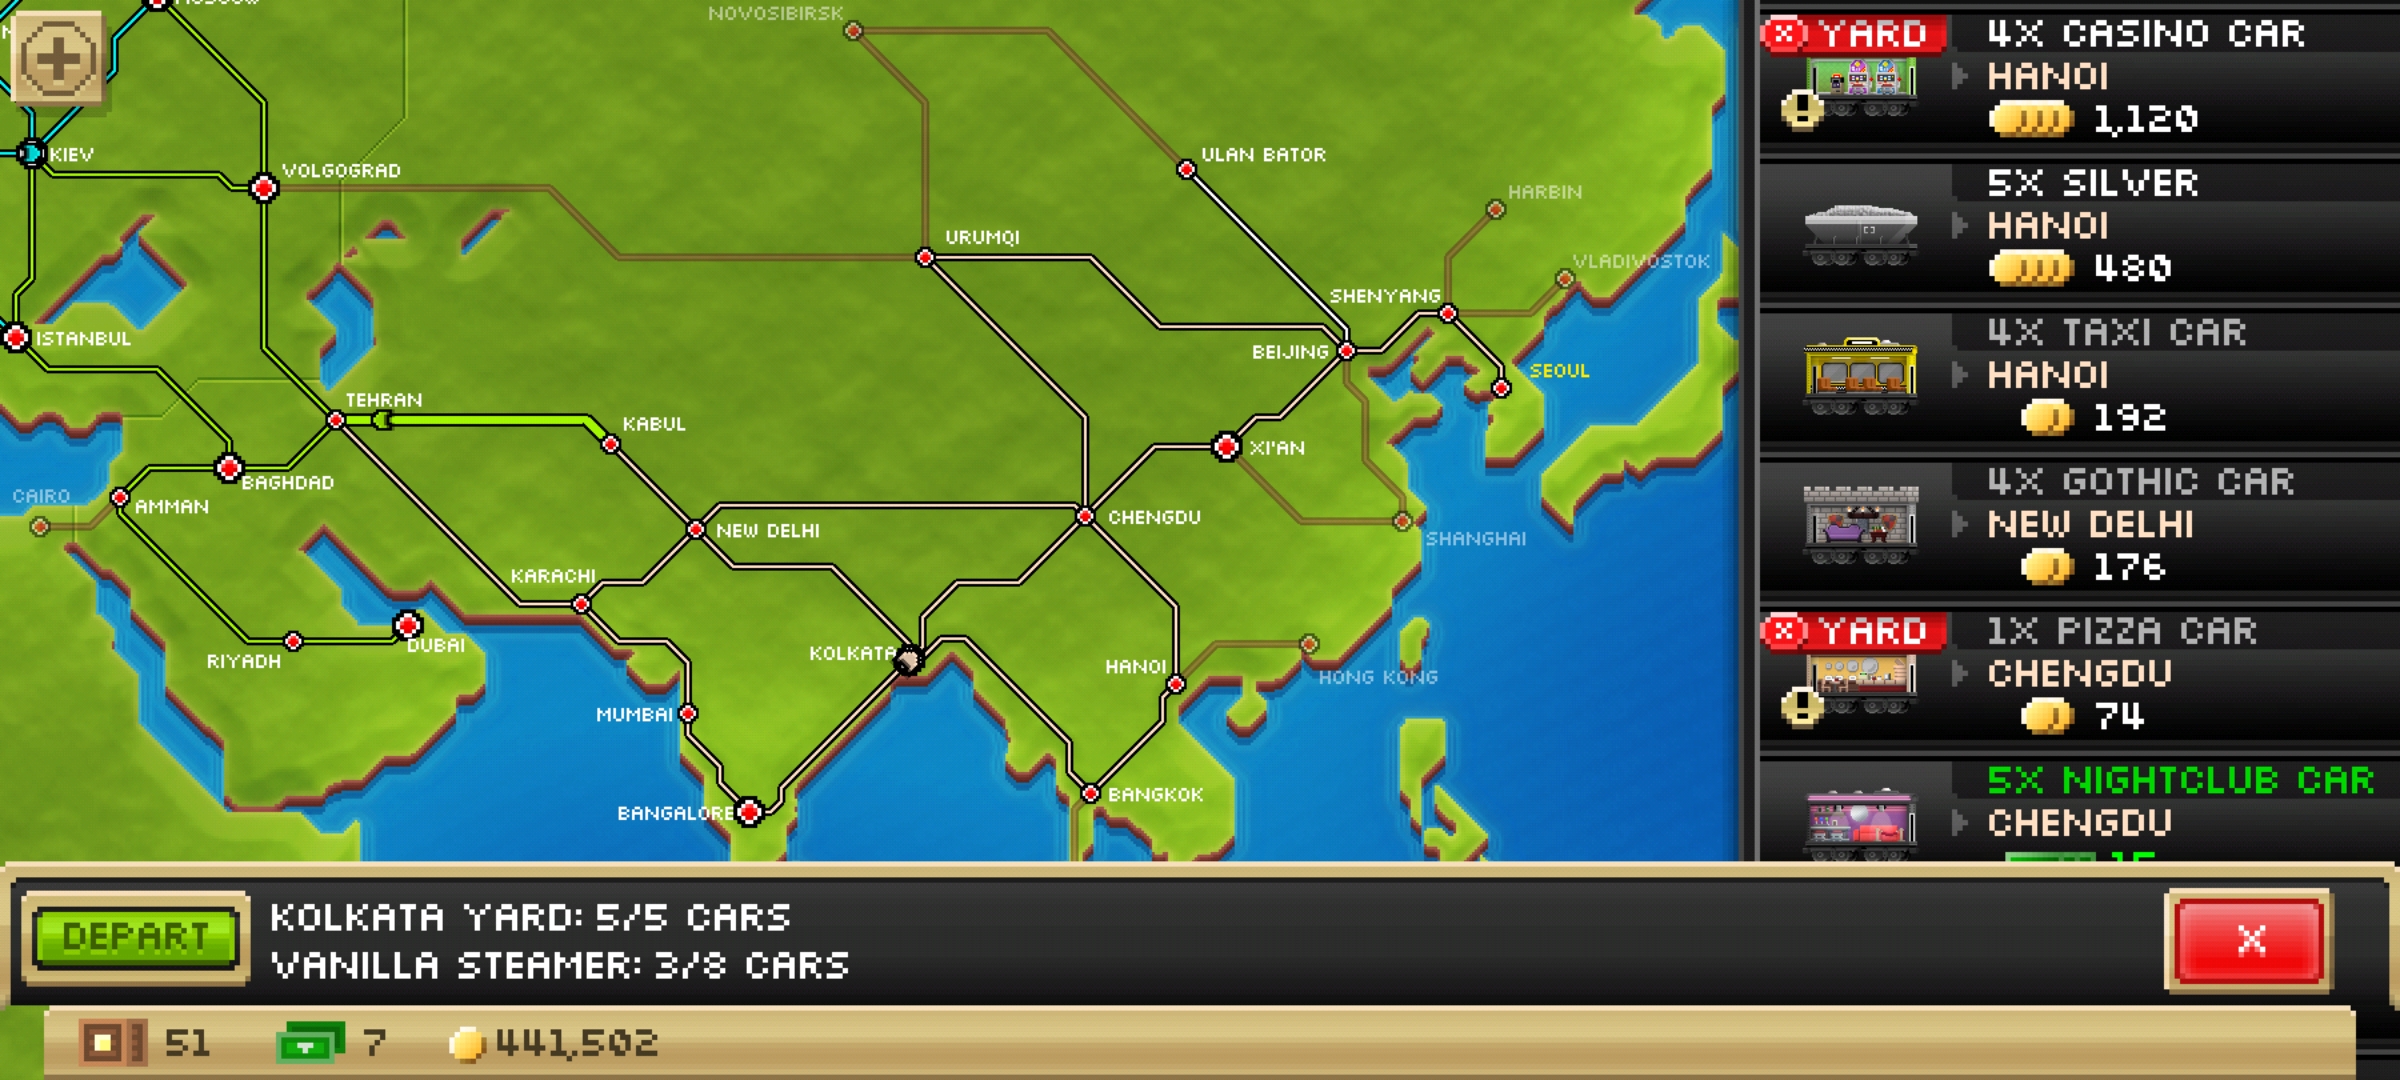 MOSCOW
NOVOSIBIRSK
KIEV
VOLGOGRAD
ULAN BATOR
HARBIN
URUMQI
VLADIVOSTOK
SHENYANG
ISTANBUL
BEIJING
SEOUL
TEHRAN
KABUL
XI'AN
BAGHDAD
CAIRO
AMMAN
NEW DELHI
CHENGDU
SHANGHAI
KARACHI
KOLKATA
DUBAI
RIYADH
HANOI
HONG KONG
MUMBAI
BANGKOK
BANGALORE
YARD
4X CASINO CAR
HANOI
1,120
5X SILVER
HANOI
480
4X TAXI CAR
HANOI
192
4X GOTHIC CAR
NEW DELHI
176
YARD
1X PIZZA CAR
CHENGDU
74
5X NIGHTCLUB CAR
CHENGDU
15
DEPART
KOLKATA YARD: 5/5 CARS
VANILLA STEAMER: 3/8 CARS
X
51
7
441,502